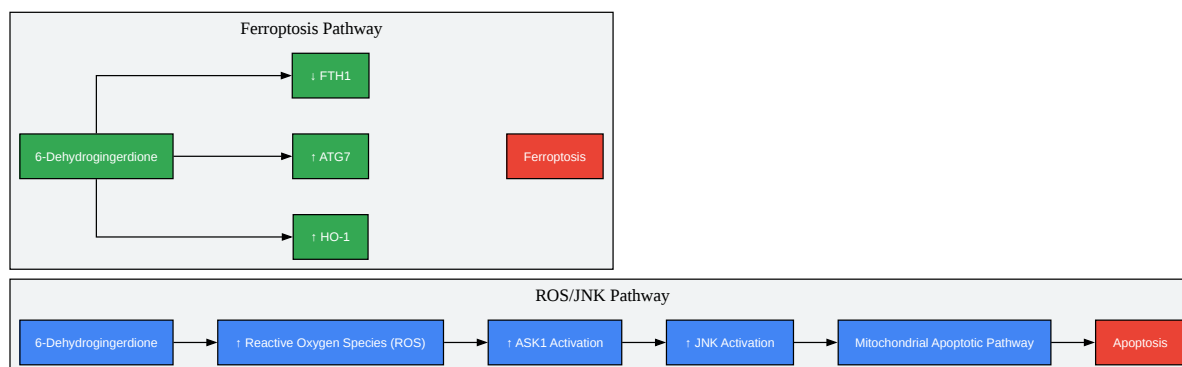 Ferroptosis Pathway
↓ FTH1
6-Dehydrogingerdione
↑ ATG7
Ferroptosis
↑ HO-1
ROS/JNK Pathway
6-Dehydrogingerdione
↑ Reactive Oxygen Species (ROS)
↑ ASK1 Activation
↑ JNK Activation
Mitochondrial Apoptotic Pathway
Apoptosis